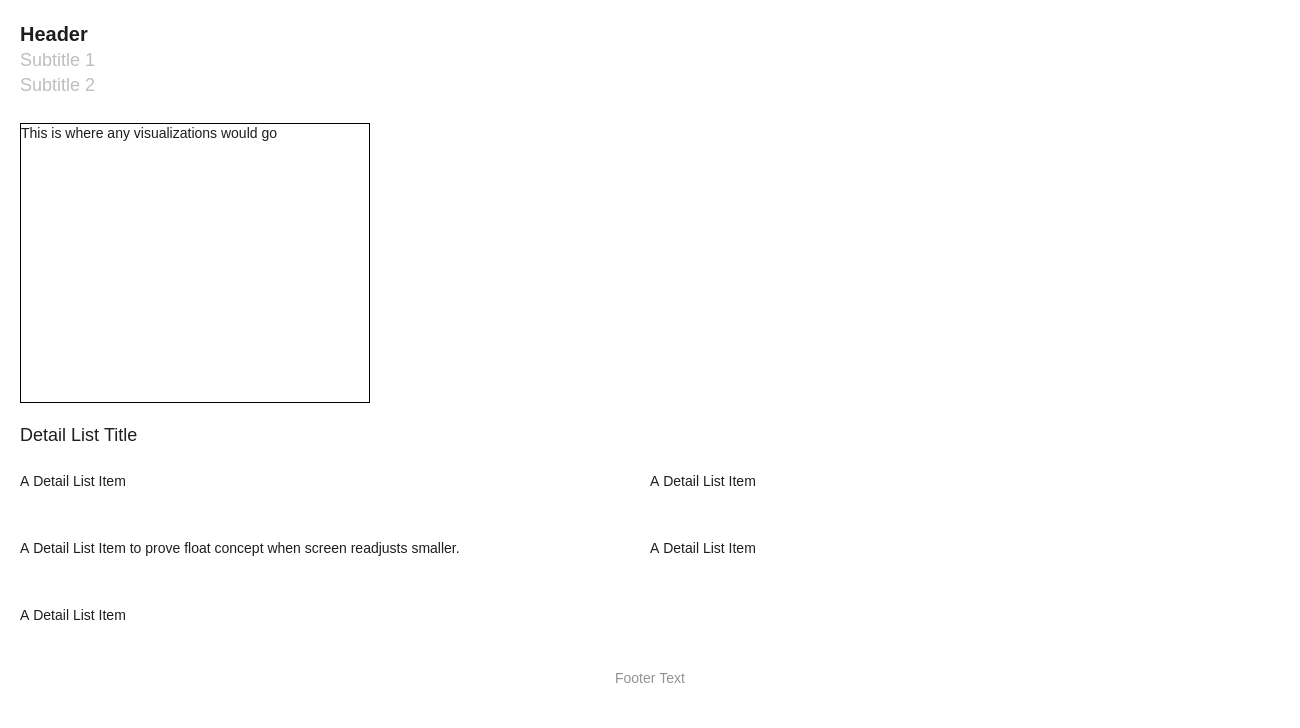 Header
Subtitle 1
Subtitle 2
This is where any visualizations would go
Detail List Title
A Detail List Item
A Detail List Item
A Detail List Item to prove float concept when screen readjusts smaller.
A Detail List Item
A Detail List Item
Footer Text